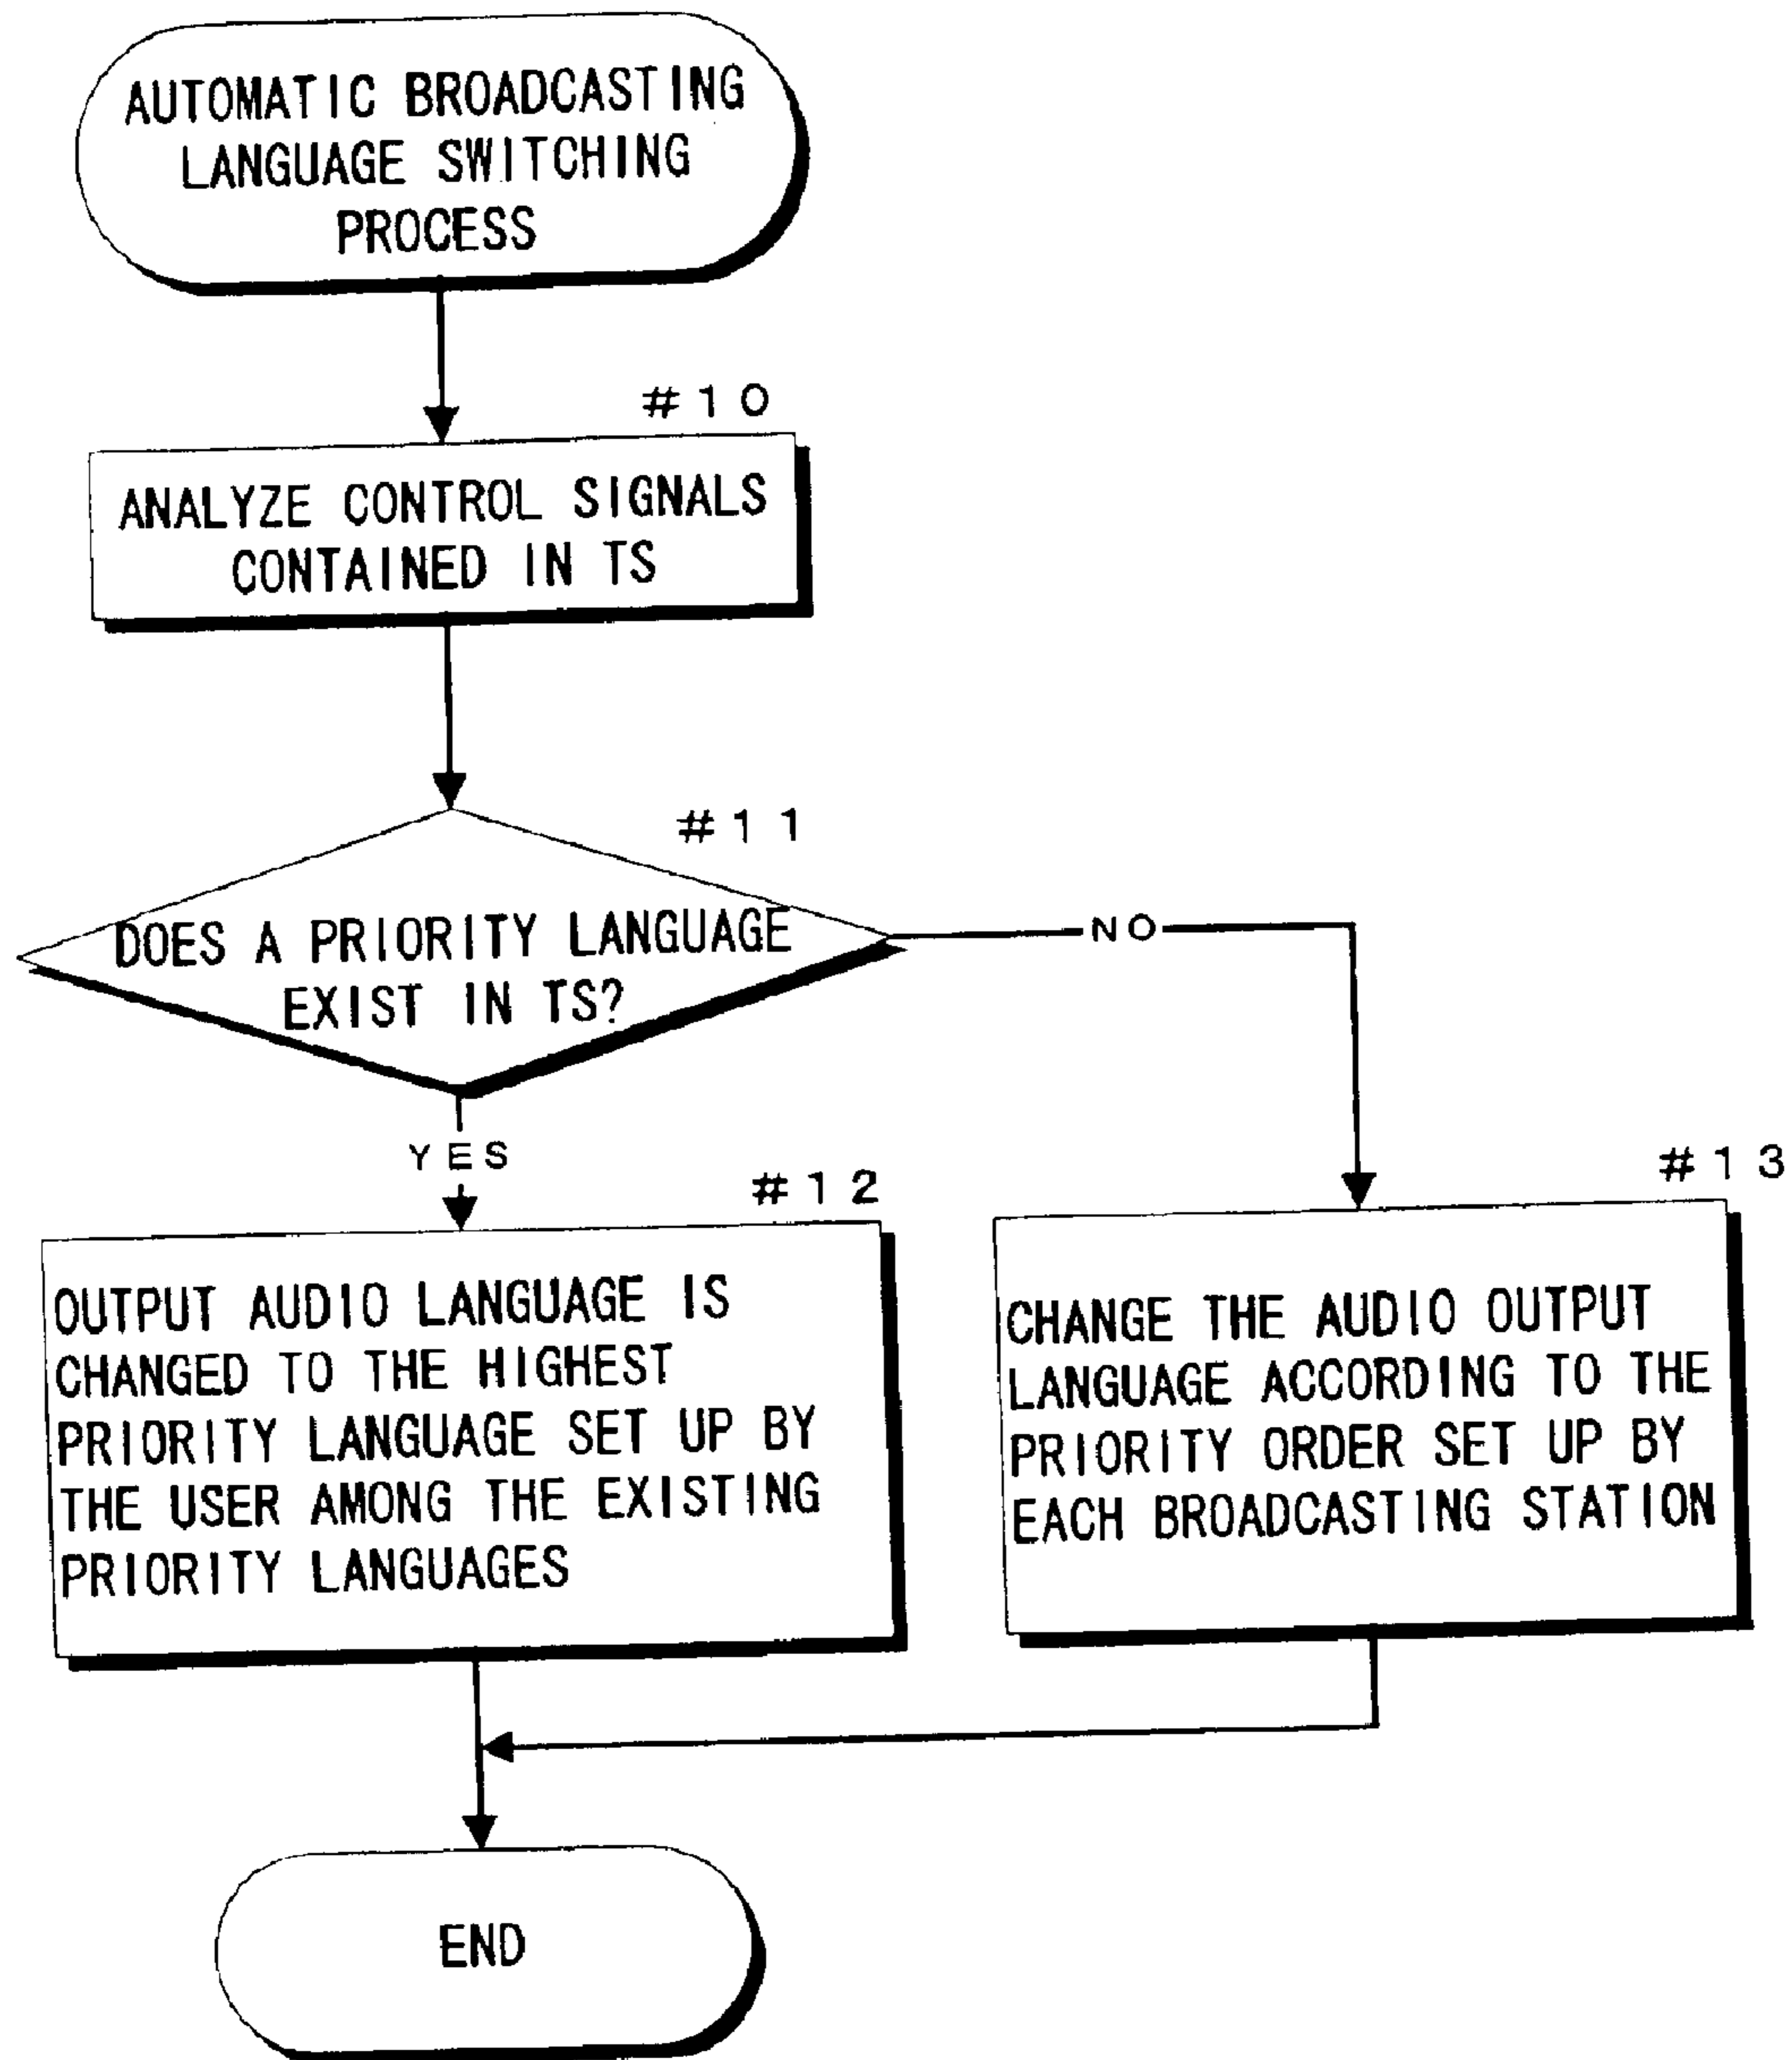 AUTOMATIC BROADCASTING
LANGUAGE SWITCHING
PROCESS
#10
ANALYZE CONTROL SIGNALS
CONTAINED IN TS
#11
DOES A PRIORITY LANGUAGE
EXIST IN TS?
NO
YES
#12
OUTPUT AUDIO LANGUAGE IS
CHANGED TO THE HIGHEST
PRIORITY LANGUAGE SET UP BY
THE USER AMONG THE EXISTING
PRIORITY LANGUAGES
#13
CHANGE THE AUDIO OUTPUT
LANGUAGE ACCORDING TO THE
PRIORITY ORDER SET UP BY
EACH BROADCASTING STATION
END